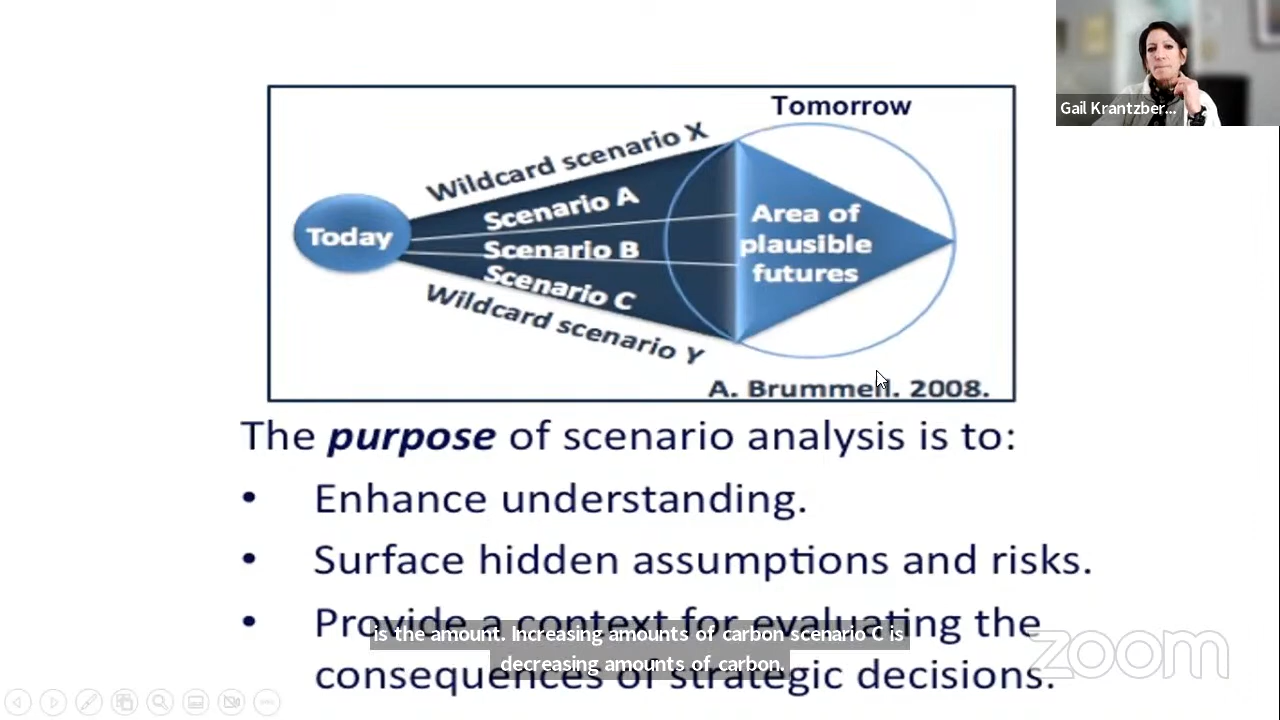 Gail Krantzber...
Tomorrow
Wildcard scenario X
Scenario A
Today
Scenario B
Scenario C
Wildcard scenario Y
Area of
plausible
futures
A. Brummell. 2008.
The purpose of scenario analysis is to:
• Enhance understanding.
• Surface hidden assumptions and risks.
• Provide a context for evaluating the
consequences of strategic decisions.
is the amount. Increasing amounts of carbon scenario C is
decreasing amounts of carbon.
zoom